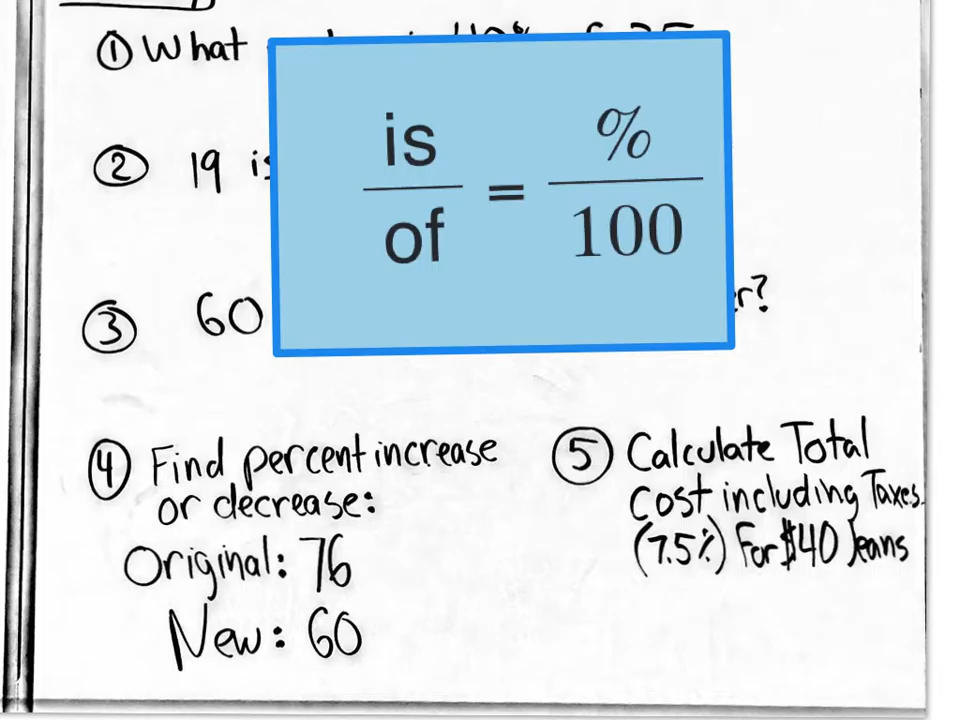 ① What
② 19
is
of
=
%
100
③ 60
④ Find percent increase
or decrease:
Original: 76
New: 60
⑤ Calculate Total
Cost including Taxes.
(7.5%) For $40 Jeans